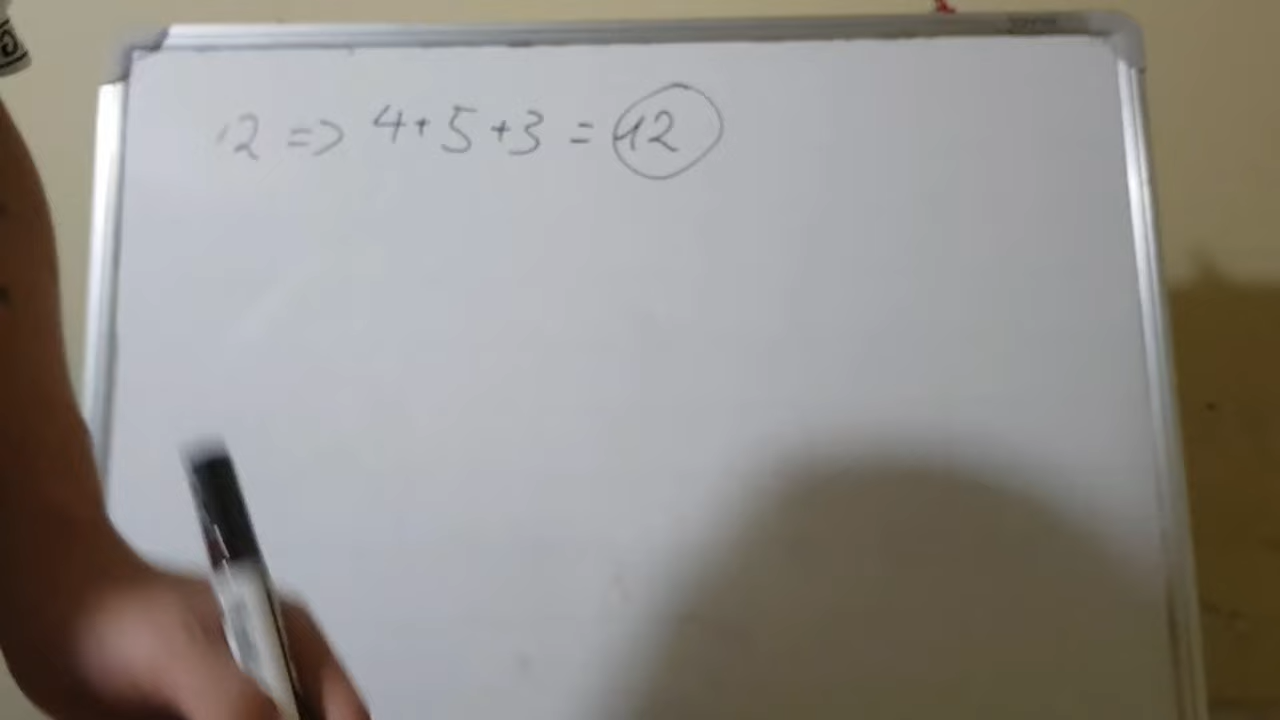 12 => 4+5+3 = 12